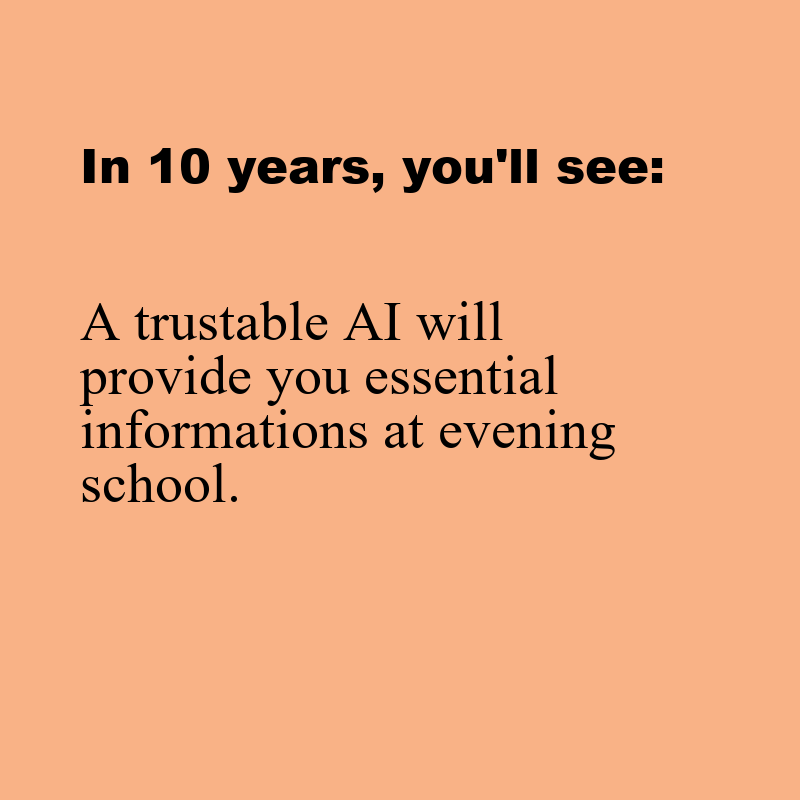 In 10 years, you'll see:
A trustable AI will
provide you essential
informations at evening
school.